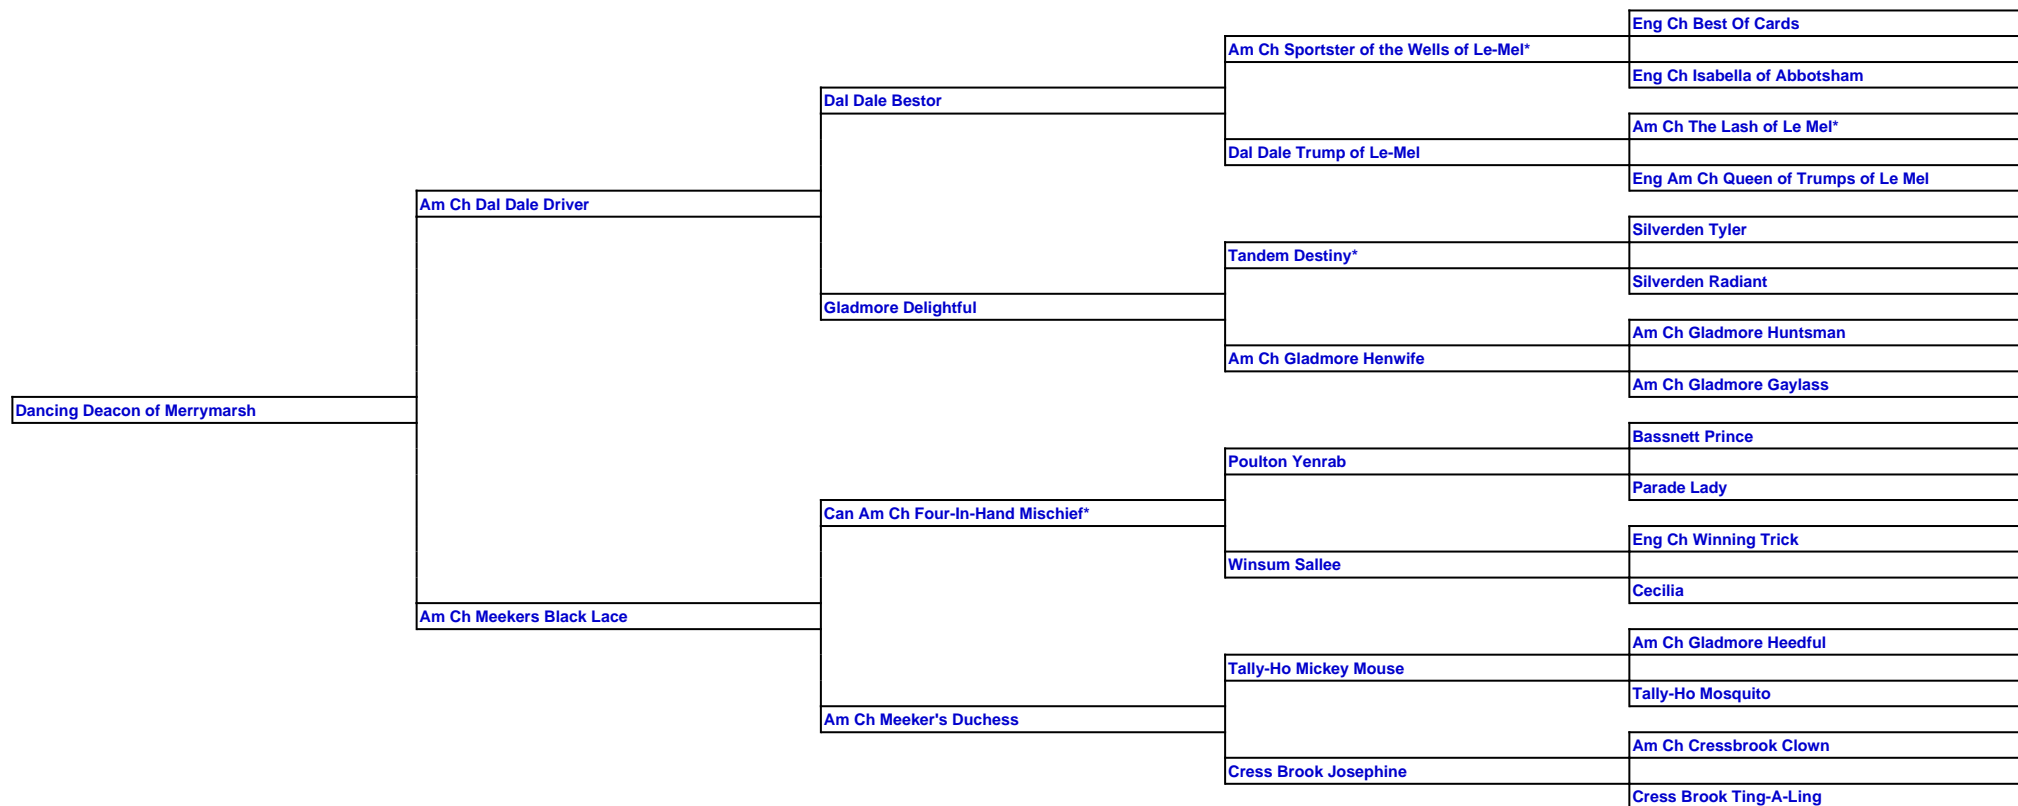 Eng Ch Best Of Cards
Am Ch Sportster of the Wells of Le-Mel*
Eng Ch Isabella of Abbotsham
Dal Dale Bestor
Am Ch The Lash of Le Mel*
Dal Dale Trump of Le-Mel
Eng Am Ch Queen of Trumps of Le Mel
Am Ch Dal Dale Driver
Silverden Tyler
Tandem Destiny*
Silverden Radiant
Gladmore Delightful
Am Ch Gladmore Huntsman
Am Ch Gladmore Henwife
Am Ch Gladmore Gaylass
Dancing Deacon of Merrymarsh
Bassnett Prince
Poulton Yenrab
Parade Lady
Can Am Ch Four-In-Hand Mischief*
Eng Ch Winning Trick
Winsum Sallee
Cecilia
Am Ch Meekers Black Lace
Am Ch Gladmore Heedful
Tally-Ho Mickey Mouse
Tally-Ho Mosquito
Am Ch Meeker's Duchess
Am Ch Cressbrook Clown
Cress Brook Josephine
Cress Brook Ting-A-Ling